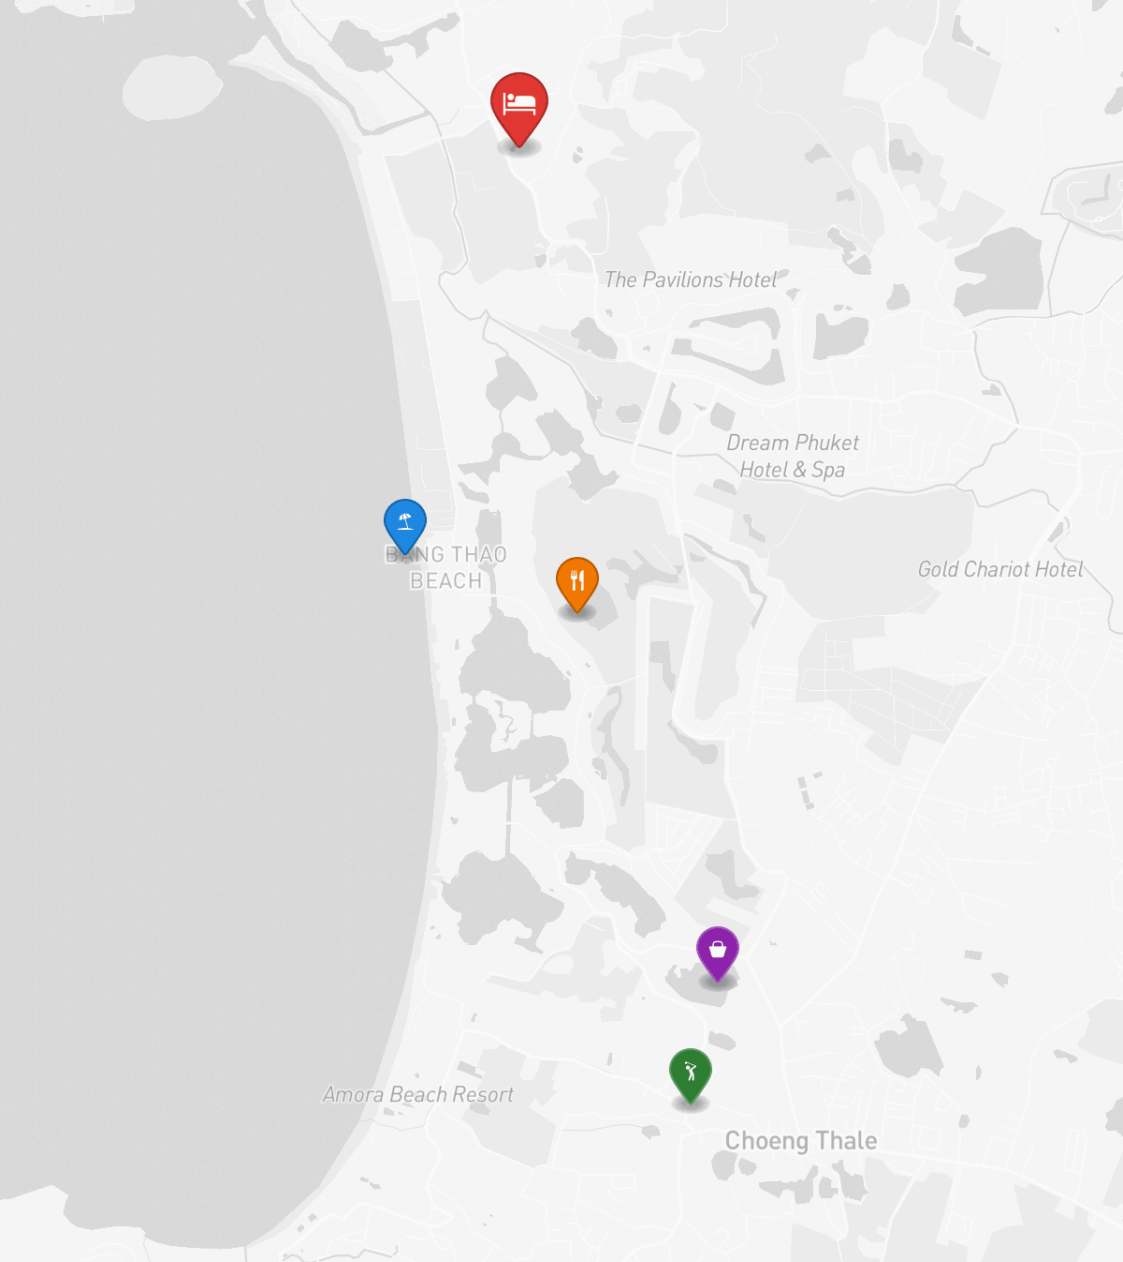 The Pavilions Hotel
Dream Phuket
Hotel & Spa
BANG THAO
BEACH
Gold Chariot Hotel
Amora Beach Resort
Choeng Thale